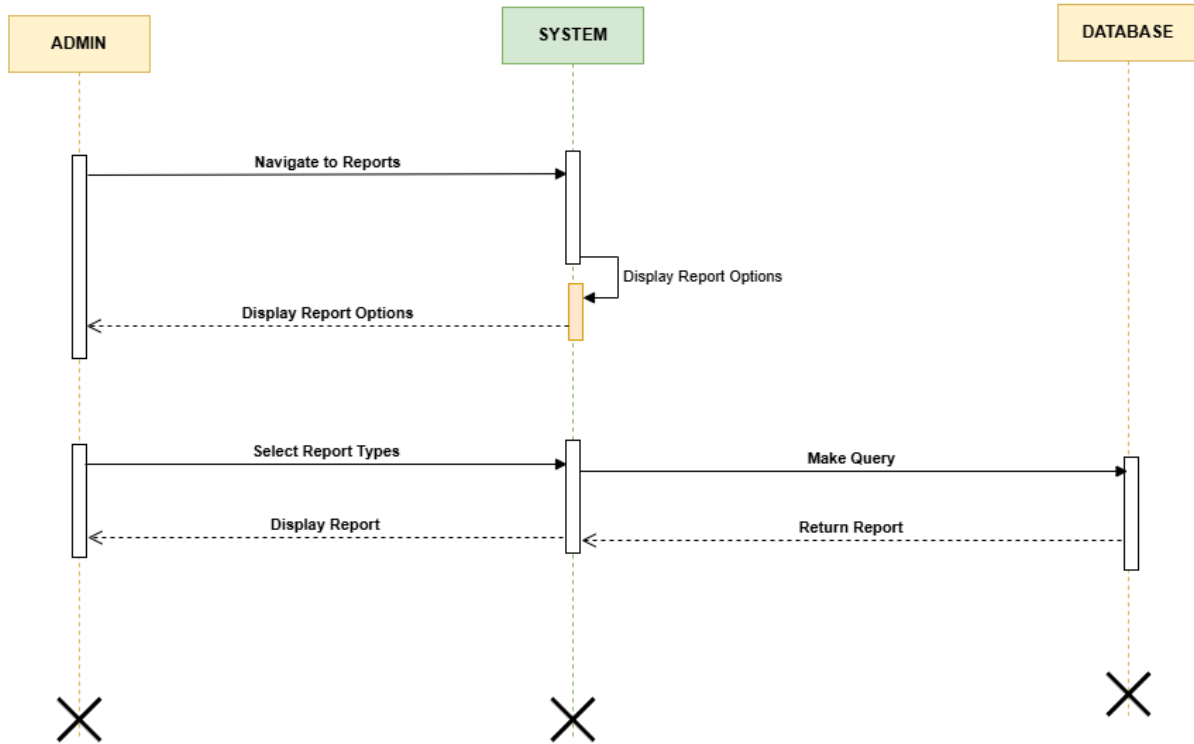 ADMIN
SYSTEM
DATABASE
Navigate to Reports
Display Report Options
Display Report Options
Select Report Types
Make Query
Display Report
Return Report